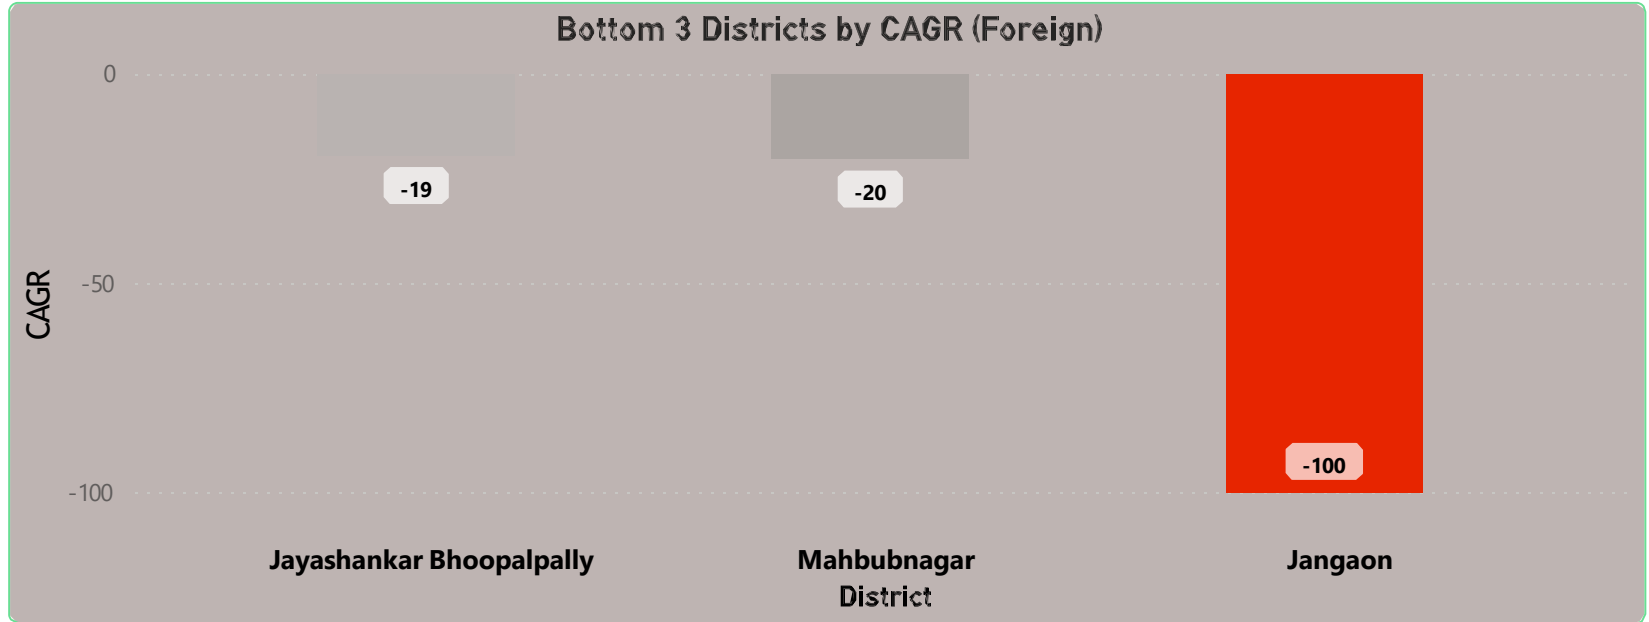 Bottom 3 Districts by CAGR (Foreign)
0
-19
-20
-50
CAGR
-100
-100
Jayashankar Bhoopalpally
Mahbubnagar
Jangaon
District